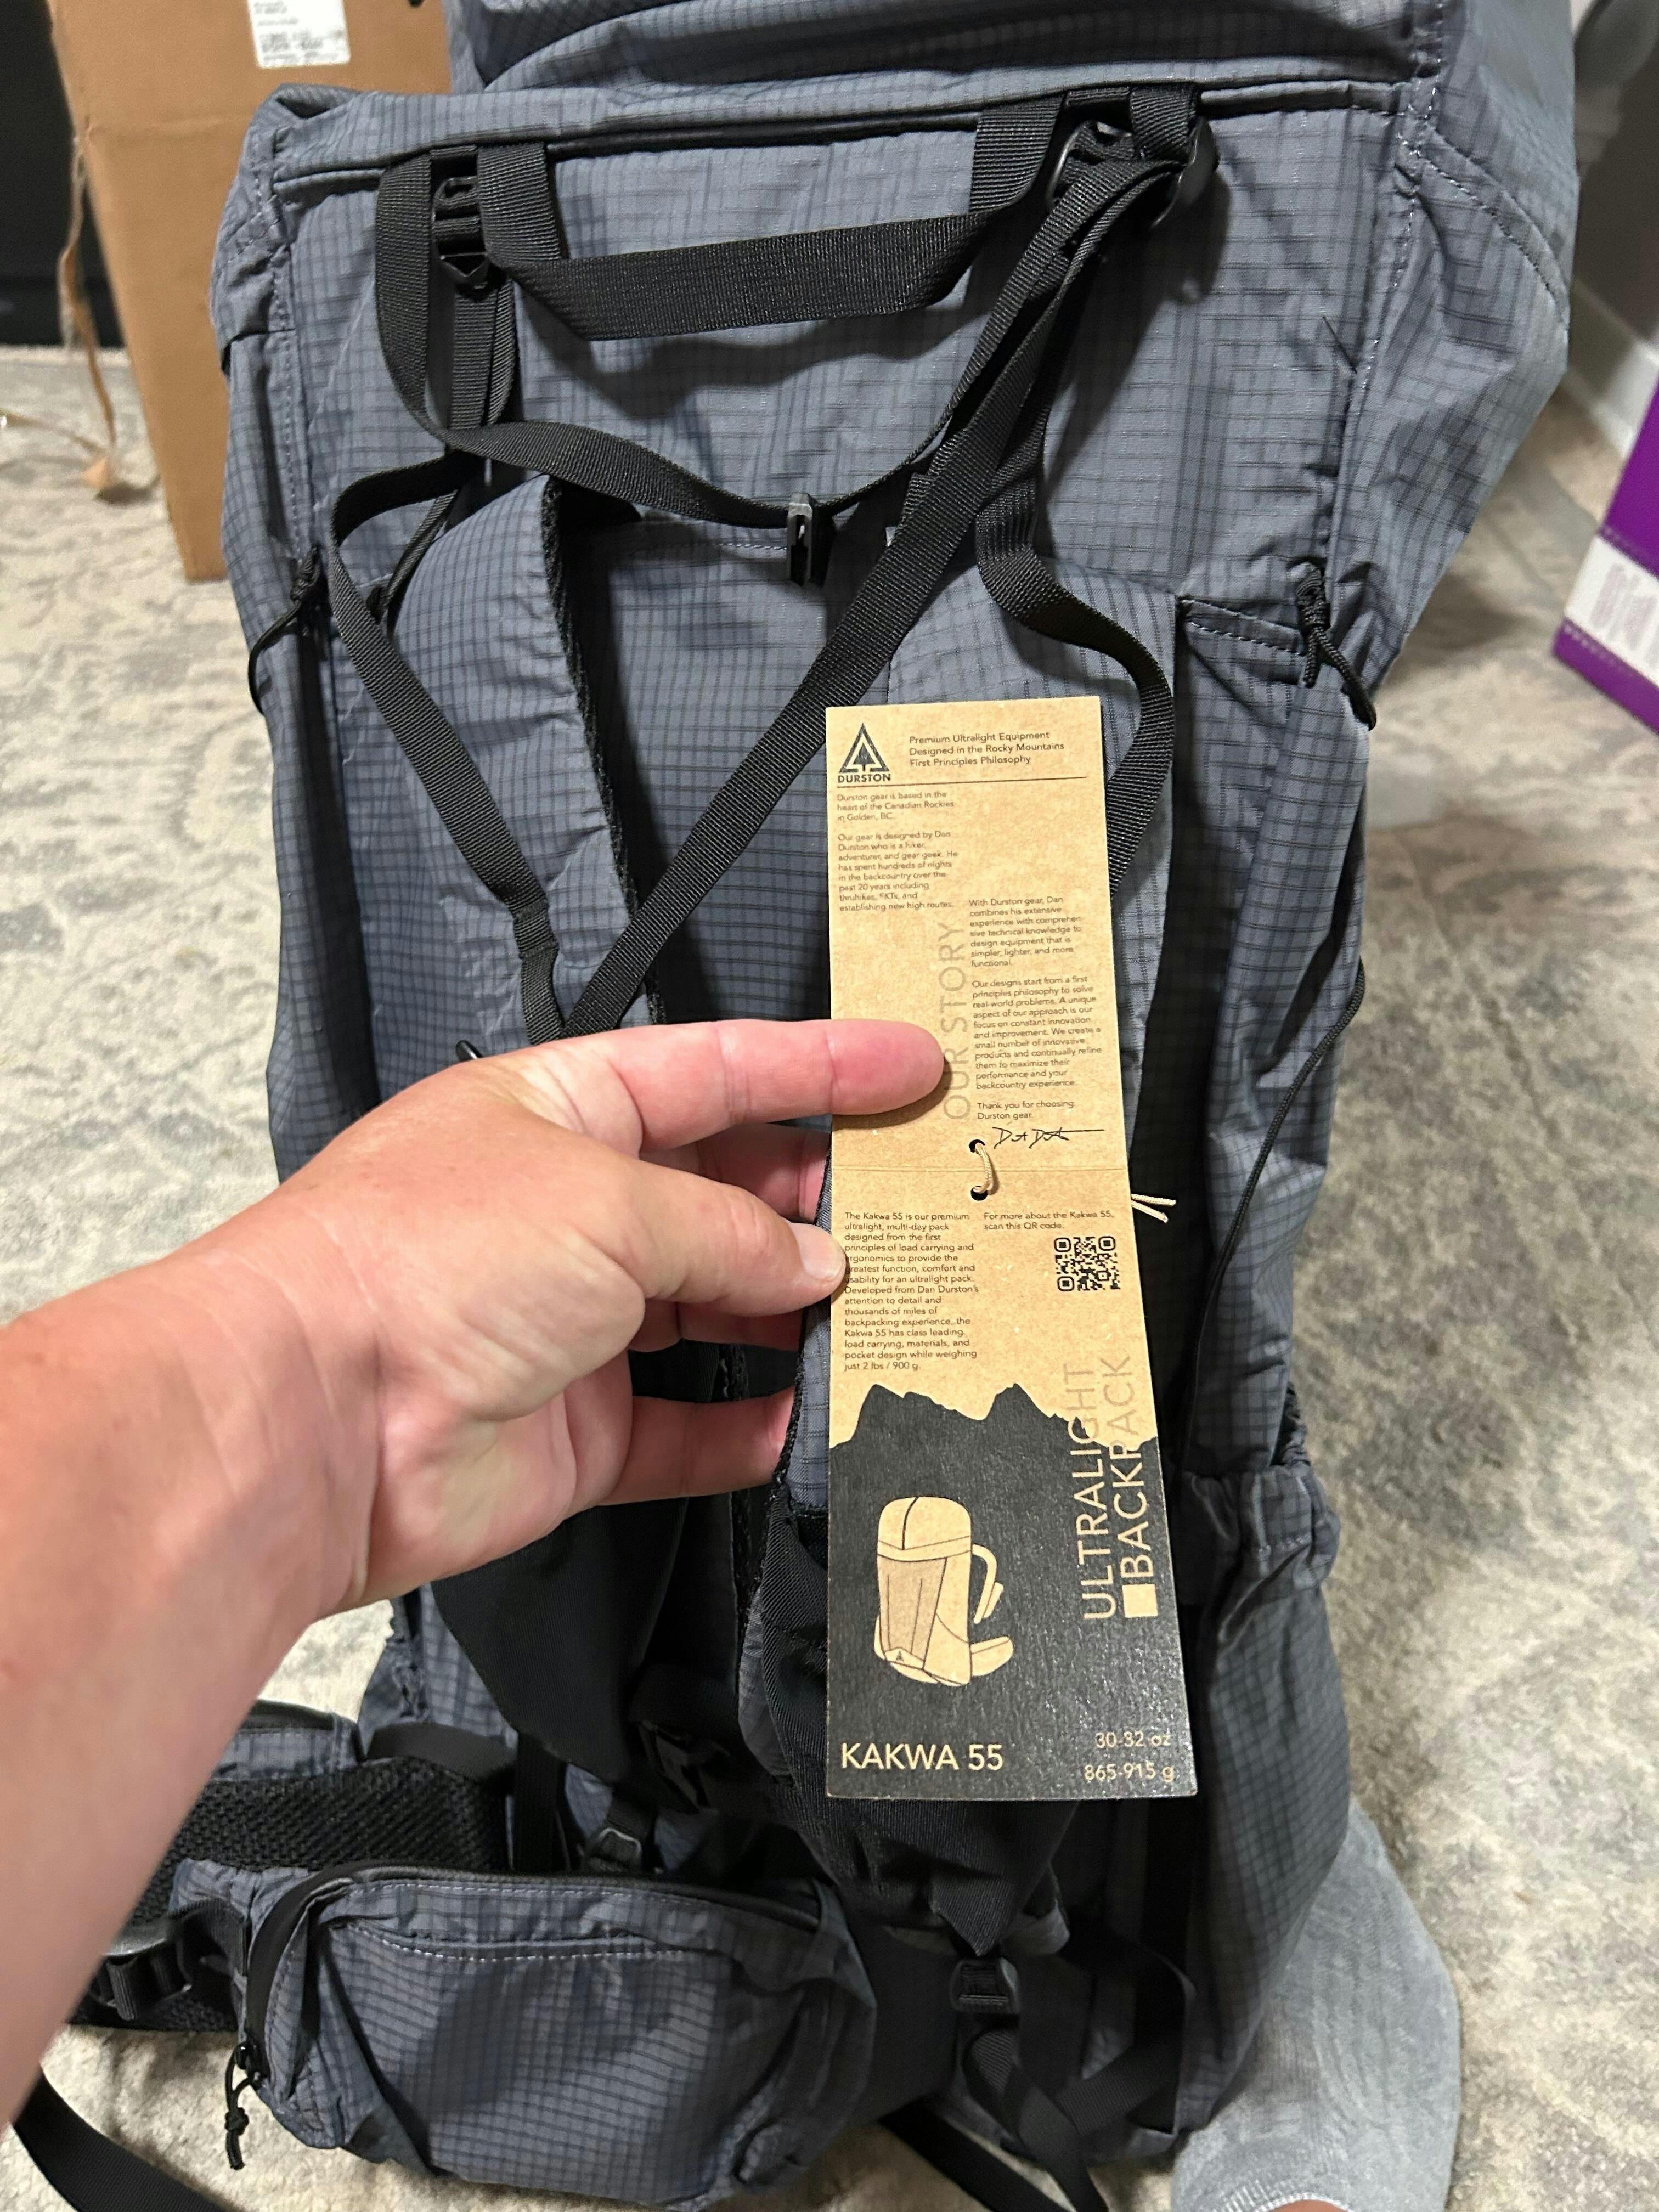 DURSTON
Premium Ultralight Equipment
Designed in the Rocky Mountains
First Principles Philosophy
Durston gear is based in the
heart of the Canadian Rockies
in Golden, BC.
Our gear is designed by Dan
Durston who is a hiker,
adventurer, and gear geek. He
has spent hundreds of nights
in the backcountry over the
past 20 years including
thruhikes, FKTs, and
establishing new high routes.
OUR STORY
With Durston gear, Dan
combines his extensive
experience with comprehen-
sive technical knowledge to
design equipment that is
simpler, lighter, and more
functional.
Our designs start from a first
principles philosophy to solve
real-world problems. A unique
aspect of our approach is our
focus on constant innovation
and improvement. We create a
small number of innovative
products and continually refine
them to maximize their
performance and your
backcountry experience.
Thank you for choosing
Durston gear.
The Kakwa 55 is our premium
ultralight, multi-day pack
designed from the first
principles of load carrying and
ergonomics to provide the
greatest function, comfort and
usability for an ultralight pack.
Developed from Dan Durston's
attention to detail and
thousands of miles of
backpacking experience, the
Kakwa 55 has class leading
load carrying, materials, and
pocket design while weighing
just 2 lbs / 900 g.
For more about the Kakwa 55,
scan this QR code.
ULTRALIGHT
BACKPACK
KAKWA 55
30-32 oz
865-915 g